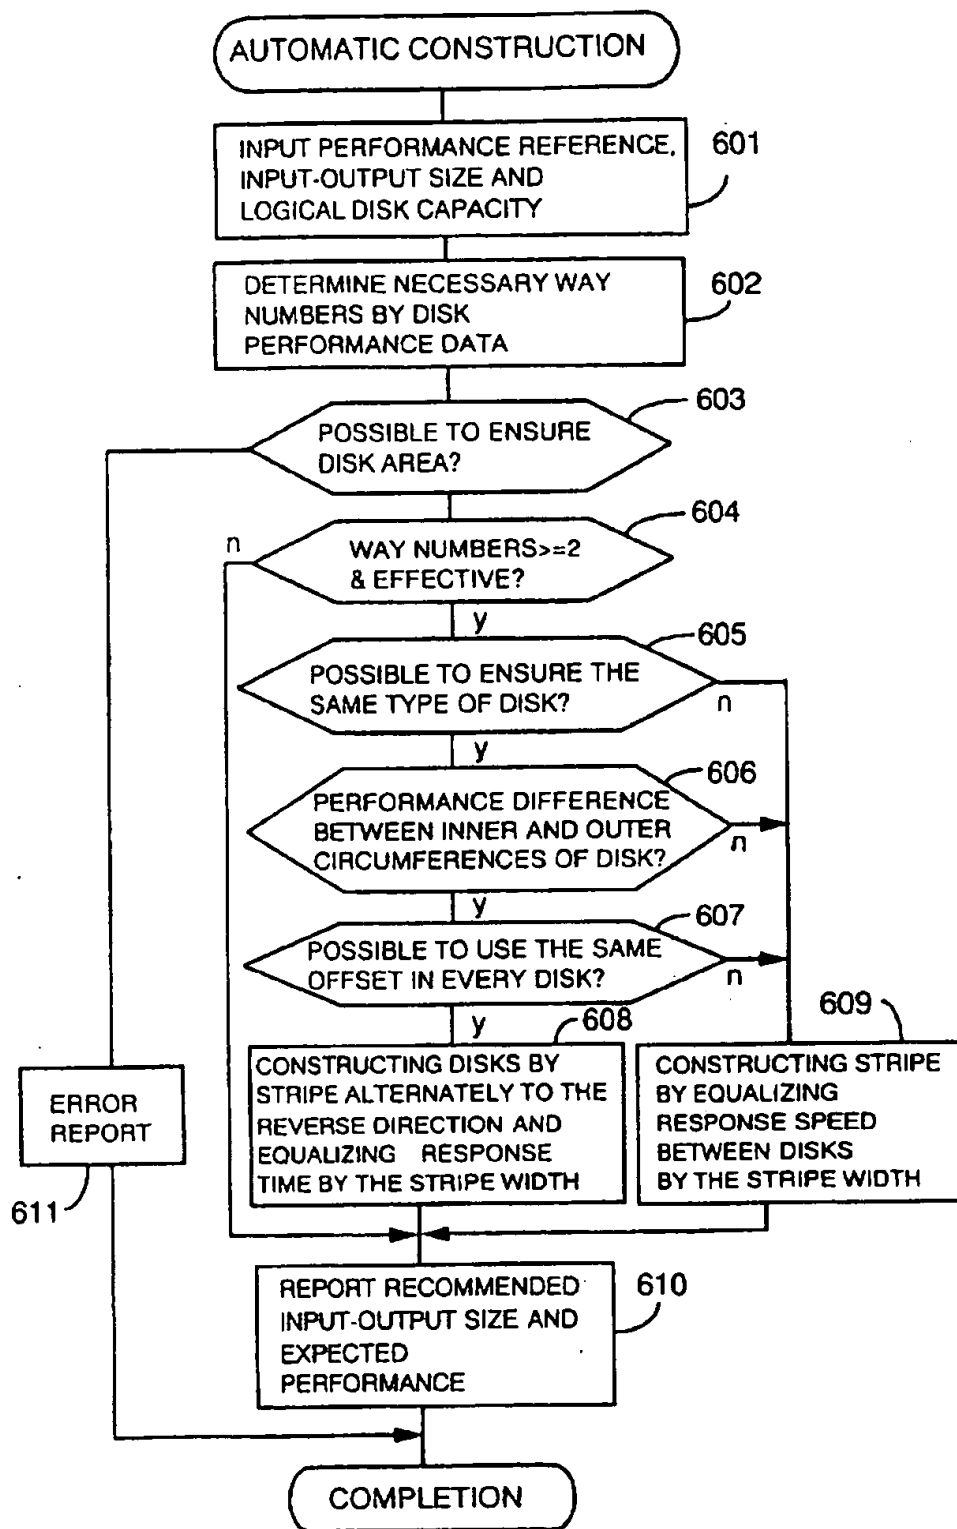 AUTOMATIC CONSTRUCTION
INPUT PERFORMANCE REFERENCE,
INPUT-OUTPUT SIZE AND
LOGICAL DISK CAPACITY
601
DETERMINE NECESSARY WAY
NUMBERS BY DISK
PERFORMANCE DATA
602
POSSIBLE TO ENSURE
DISK AREA?
603
WAY NUMBERS>=2
& EFFECTIVE?
604
n
y
POSSIBLE TO ENSURE THE
SAME TYPE OF DISK?
605
n
y
PERFORMANCE DIFFERENCE
BETWEEN INNER AND OUTER
CIRCUMFERENCES OF DISK?
606
n
y
POSSIBLE TO USE THE SAME
OFFSET IN EVERY DISK?
607
n
y
CONSTRUCTING DISKS BY
STRIPE ALTERNATELY TO THE
REVERSE DIRECTION AND
EQUALIZING RESPONSE
TIME BY THE STRIPE WIDTH
608
CONSTRUCTING STRIPE
BY EQUALIZING
RESPONSE SPEED
BETWEEN DISKS
BY THE STRIPE WIDTH
609
ERROR
REPORT
611
REPORT RECOMMENDED
INPUT-OUTPUT SIZE AND
EXPECTED
PERFORMANCE
610
COMPLETION